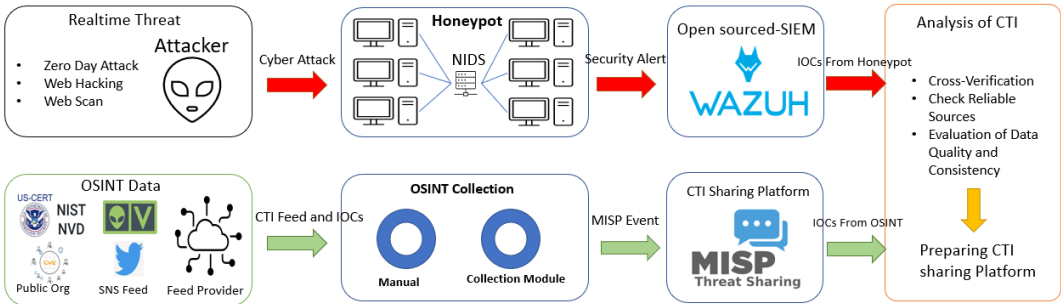 Realtime Threat
Attacker
• Zero Day Attack
• Web Hacking
• Web Scan
Cyber Attack
Honeypot
NIDS
Security Alert
Open sourced-SIEM
WAZUH
IOCs From Honeypot
Analysis of CTI
• Cross-Verification
• Check Reliable
Sources
• Evaluation of Data
Quality and
Consistency
Preparing CTI
sharing Platform
OSINT Data
US-CERT
NIST
NVD
CVE
V
Public Org
SNS Feed
Feed Provider
CTI Feed and IOCs
OSINT Collection
Manual
Collection Module
MISP Event
CTI Sharing Platform
MISP
Threat Sharing
IOCs From OSINT